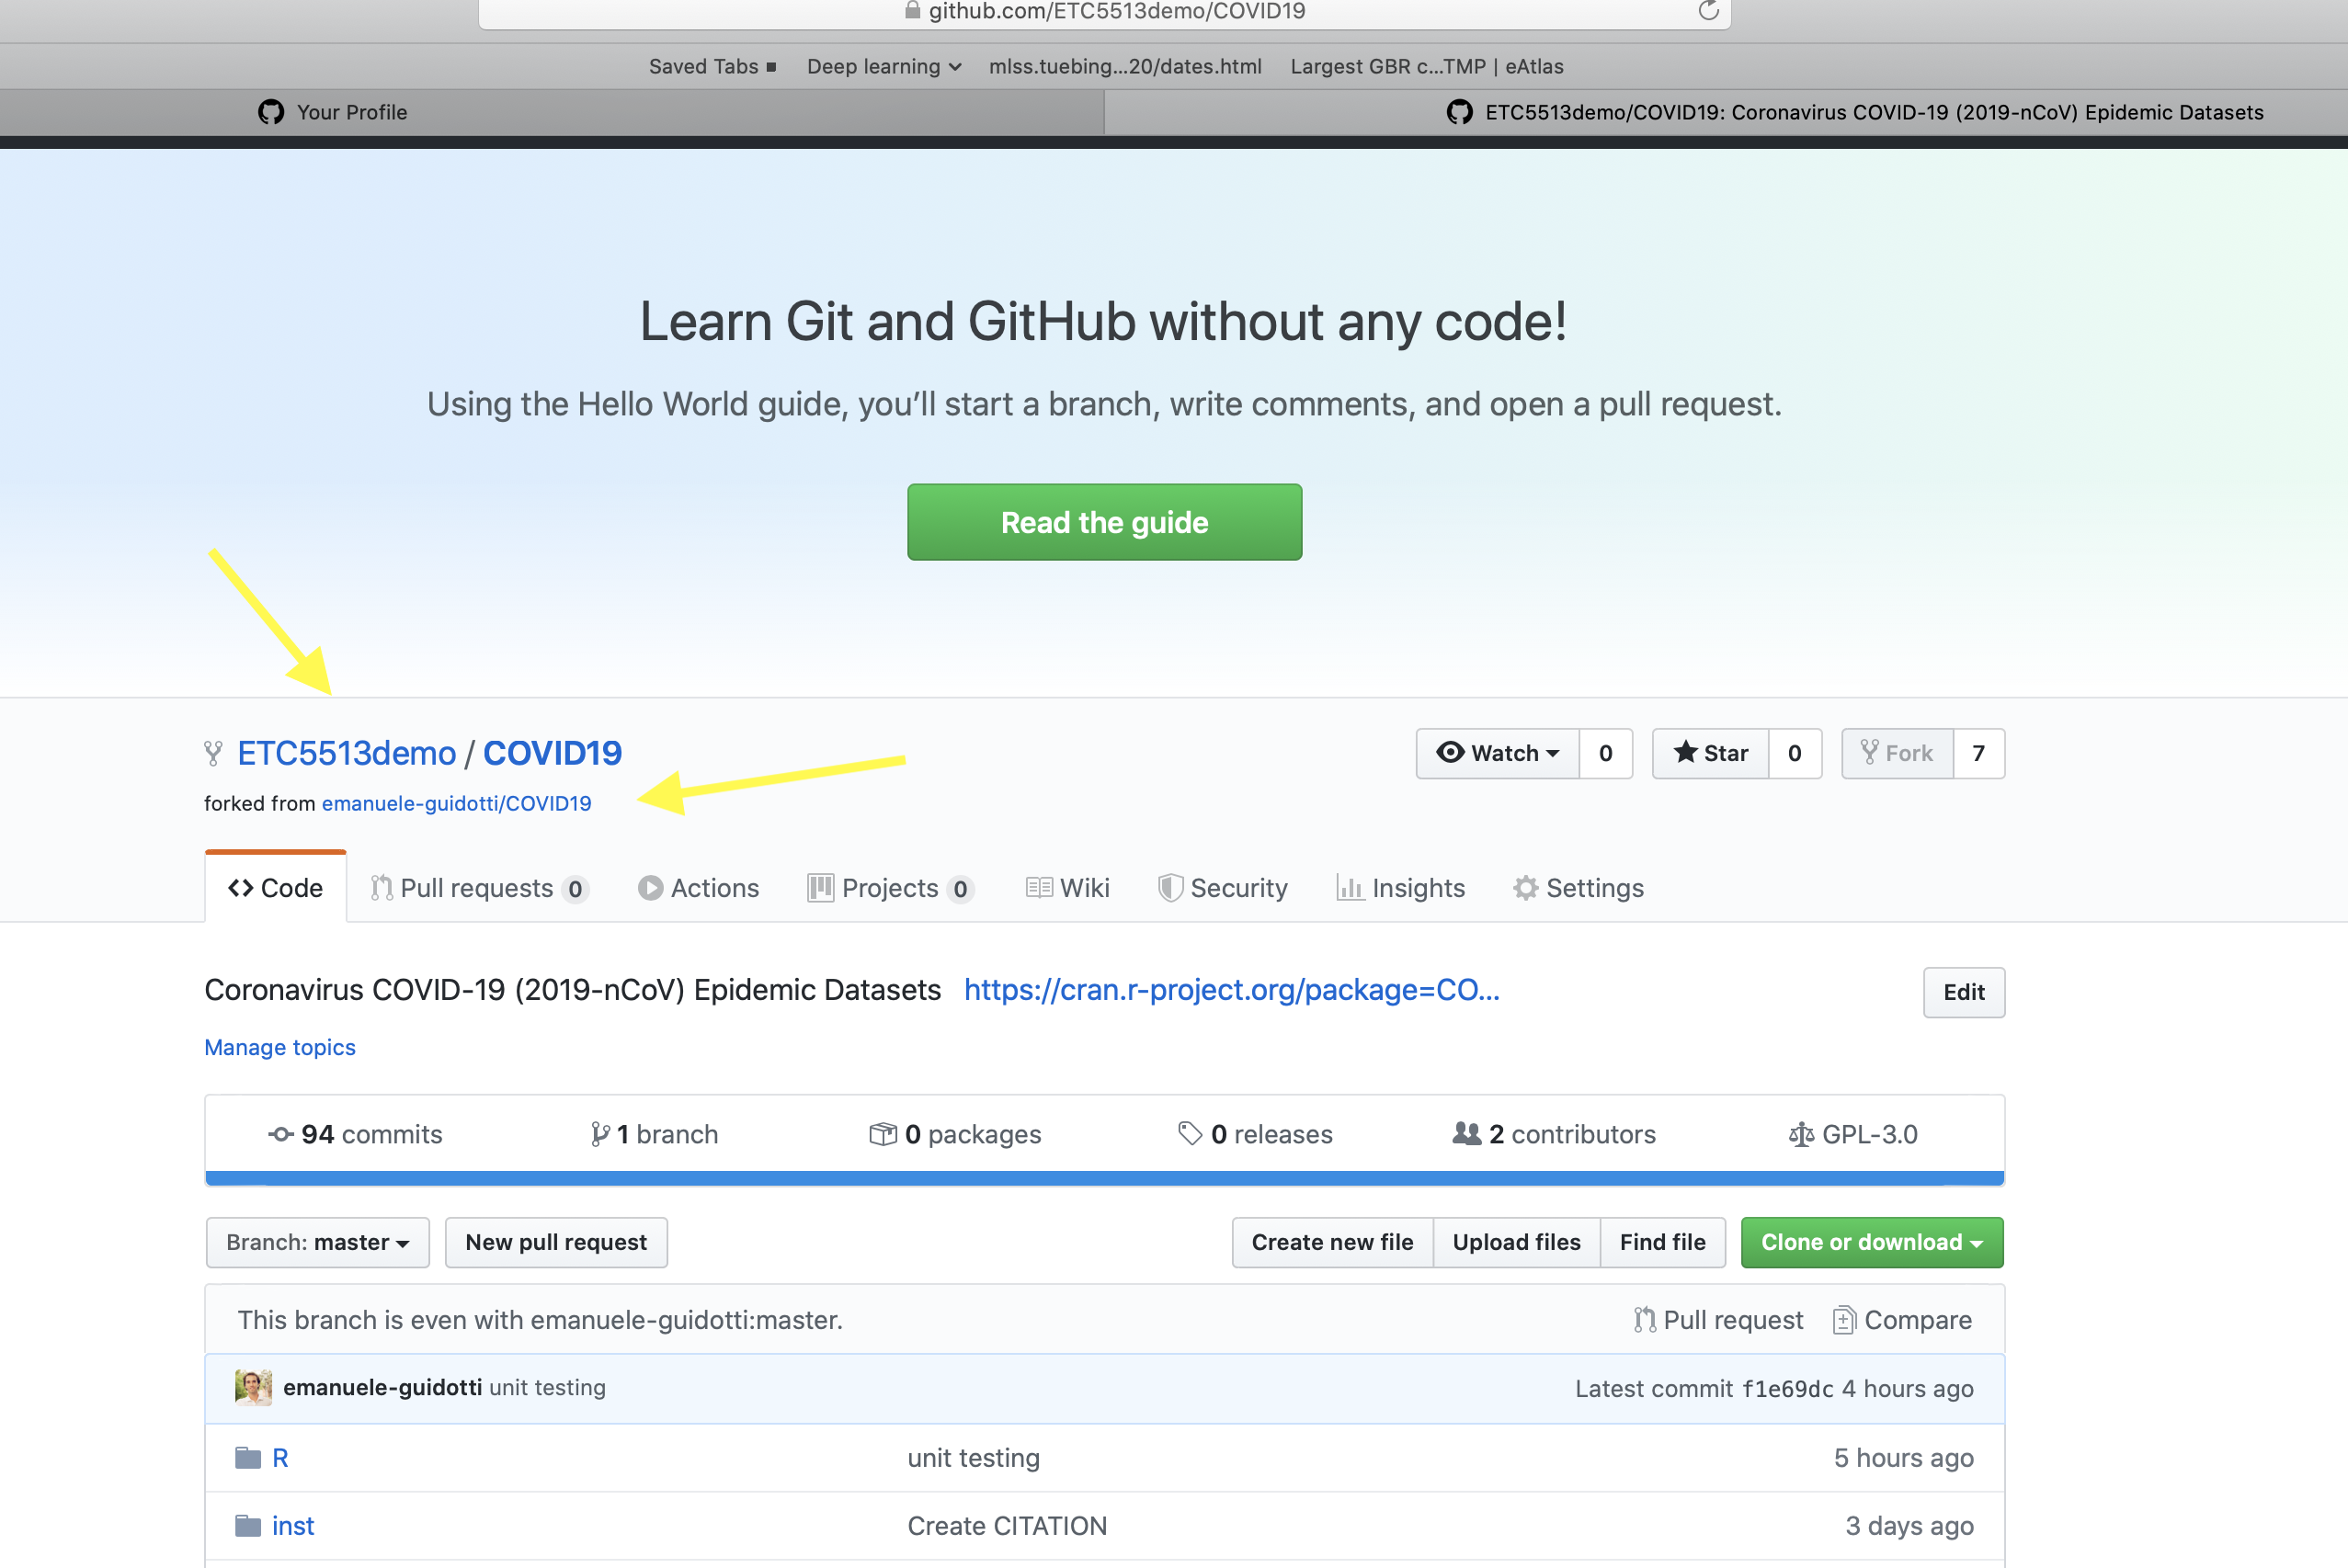 github.com/ETC5513demo/COVID19
Saved Tabs Deep learning mlss.tuebing...20/dates.html Largest GBR c...TMP | eAtlas
Your Profile ETC5513demo/COVID19: Coronavirus COVID-19 (2019-nCoV) Epidemic Datasets
Learn Git and GitHub without any code!
Using the Hello World guide, you’ll start a branch, write comments, and open a pull request.
Read the guide
ETC5513demo / COVID19 Watch 0 Star 0 Fork 7
forked from emanuele-guidotti/COVID19
Code Pull requests 0 Actions Projects 0 Wiki Security Insights Settings
Coronavirus COVID-19 (2019-nCoV) Epidemic Datasets https://cran.r-project.org/package=CO... Edit
Manage topics
94 commits 1 branch 0 packages 0 releases 2 contributors GPL-3.0
Branch: master New pull request Create new file Upload files Find file Clone or download
This branch is even with emanuele-guidotti:master. Pull request Compare
emanuele-guidotti unit testing Latest commit f1e69dc 4 hours ago
R unit testing 5 hours ago
inst Create CITATION 3 days ago